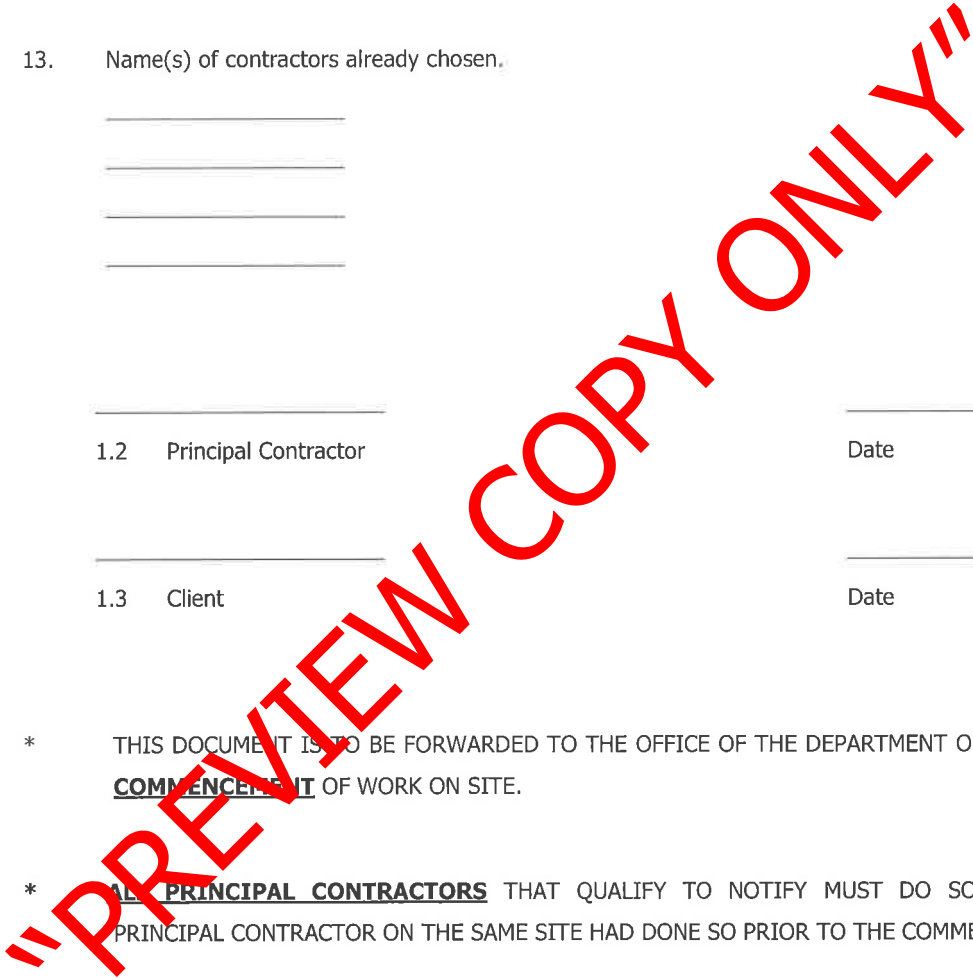 13. Name(s) of contractors already chosen.
1.2 Principal Contractor Date
1.3 Client Date
* THIS DOCUMENT IS TO BE FORWARDED TO THE OFFICE OF THE DEPARTMENT O
COMMENCEMENT OF WORK ON SITE.
* ALL PRINCIPAL CONTRACTORS THAT QUALIFY TO NOTIFY MUST DO SO
PRINCIPAL CONTRACTOR ON THE SAME SITE HAD DONE SO PRIOR TO THE COMME
"PREVIEW COPY ONLY"